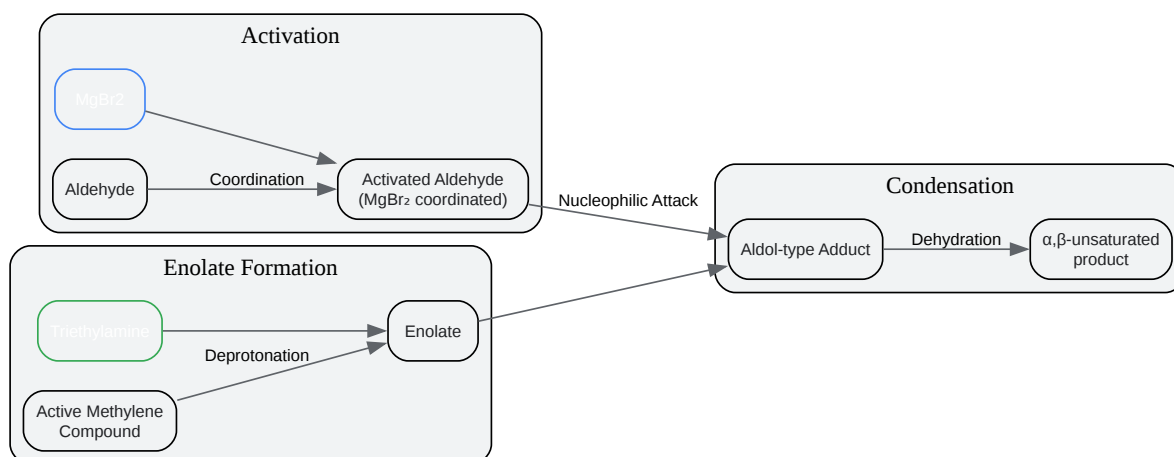 Activation
MgBr2
Aldehyde
Coordination
Activated Aldehyde
(MgBr₂ coordinated)
Nucleophilic Attack
Enolate Formation
Triethylamine
Deprotonation
Active Methylene
Compound
Enolate
Condensation
Aldol-type Adduct
Dehydration
α,β-unsaturated
product